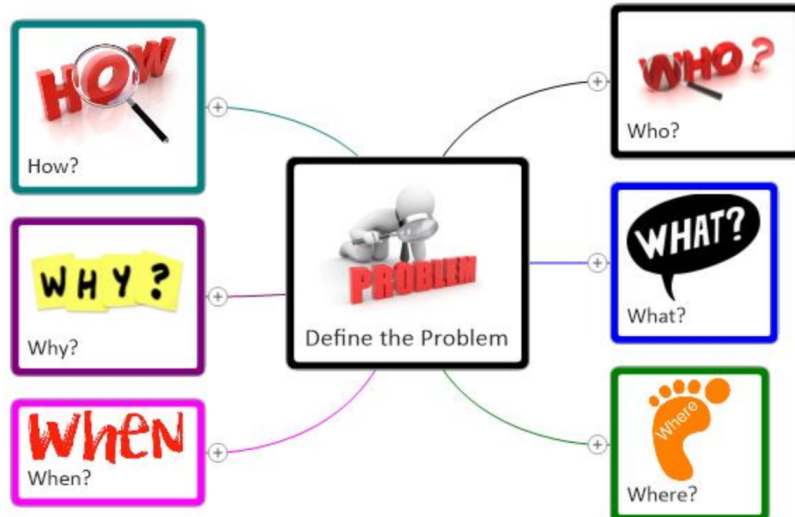 HOW
How?
WHO?
Who?
PROBLEM
Define the Problem
WHY?
Why?
WHAT?
What?
WHEN
When?
Where
Where?